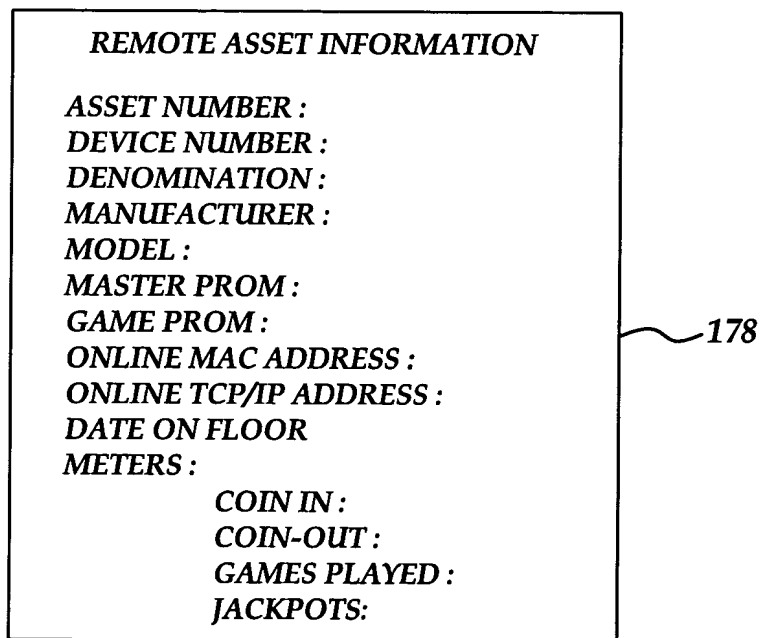 REMOTE ASSET INFORMATION
ASSET NUMBER :
DEVICE NUMBER :
DENOMINATION :
MANUFACTURER :
MODEL :
MASTER PROM :
GAME PROM :
ONLINE MAC ADDRESS :
ONLINE TCP/IP ADDRESS :
DATE ON FLOOR
METERS :
COIN IN :
COIN-OUT :
GAMES PLAYED :
JACKPOTS:
178